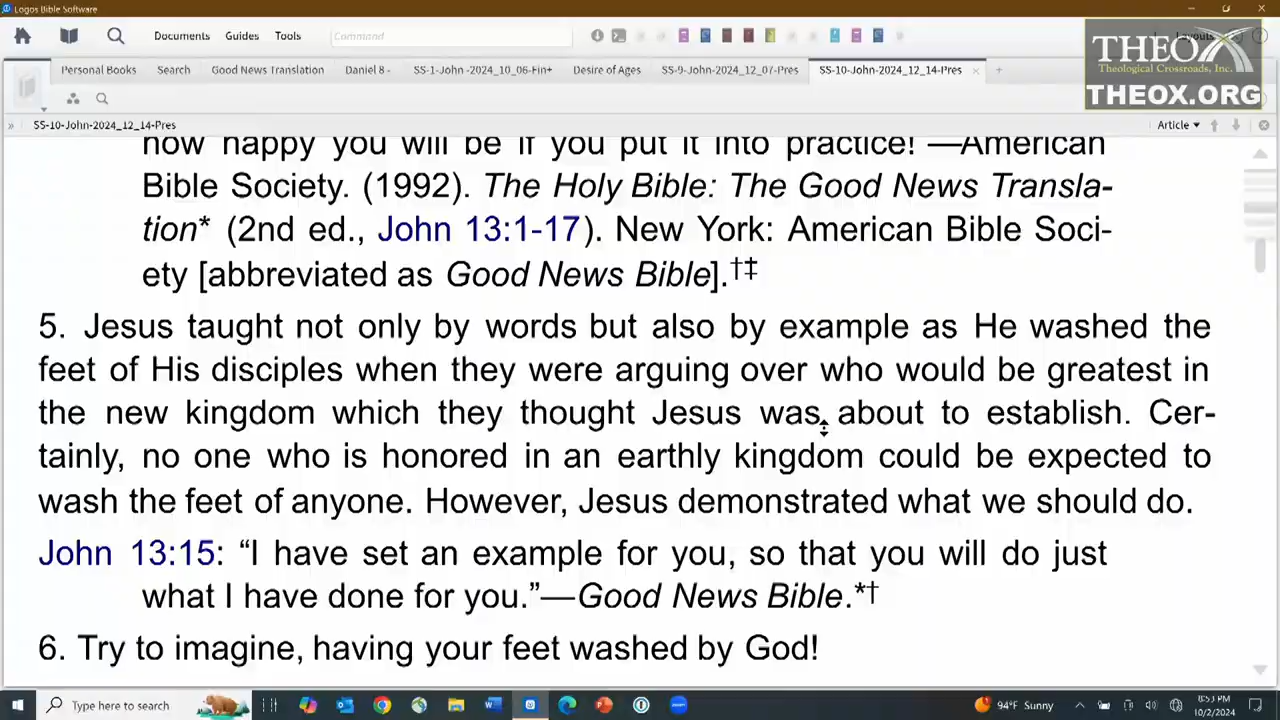 Logos Bible Software
Documents Guides Tools Command Layouts
THEOX
Theological Crossroads, Inc.
THEOX.ORG
Personal Books Search Good News Translation Daniel 8 - Desire of Ages SS-9-John-2024_12_07-Pres SS-10-John-2024_12_14-Pres
SS-10-John-2024_12_14-Pres Article
now happy you will be if you put it into practice! —American
Bible Society. (1992). The Holy Bible: The Good News Transla-
tion* (2nd ed., John 13:1-17). New York: American Bible Soci-
ety [abbreviated as Good News Bible].†‡
5. Jesus taught not only by words but also by example as He washed the
feet of His disciples when they were arguing over who would be greatest in
the new kingdom which they thought Jesus was about to establish. Cer-
tainly, no one who is honored in an earthly kingdom could be expected to
wash the feet of anyone. However, Jesus demonstrated what we should do.
John 13:15: “I have set an example for you, so that you will do just
what I have done for you.”—Good News Bible.*†
6. Try to imagine, having your feet washed by God!
Type here to search 94°F Sunny 8:53 PM
10/2/2024